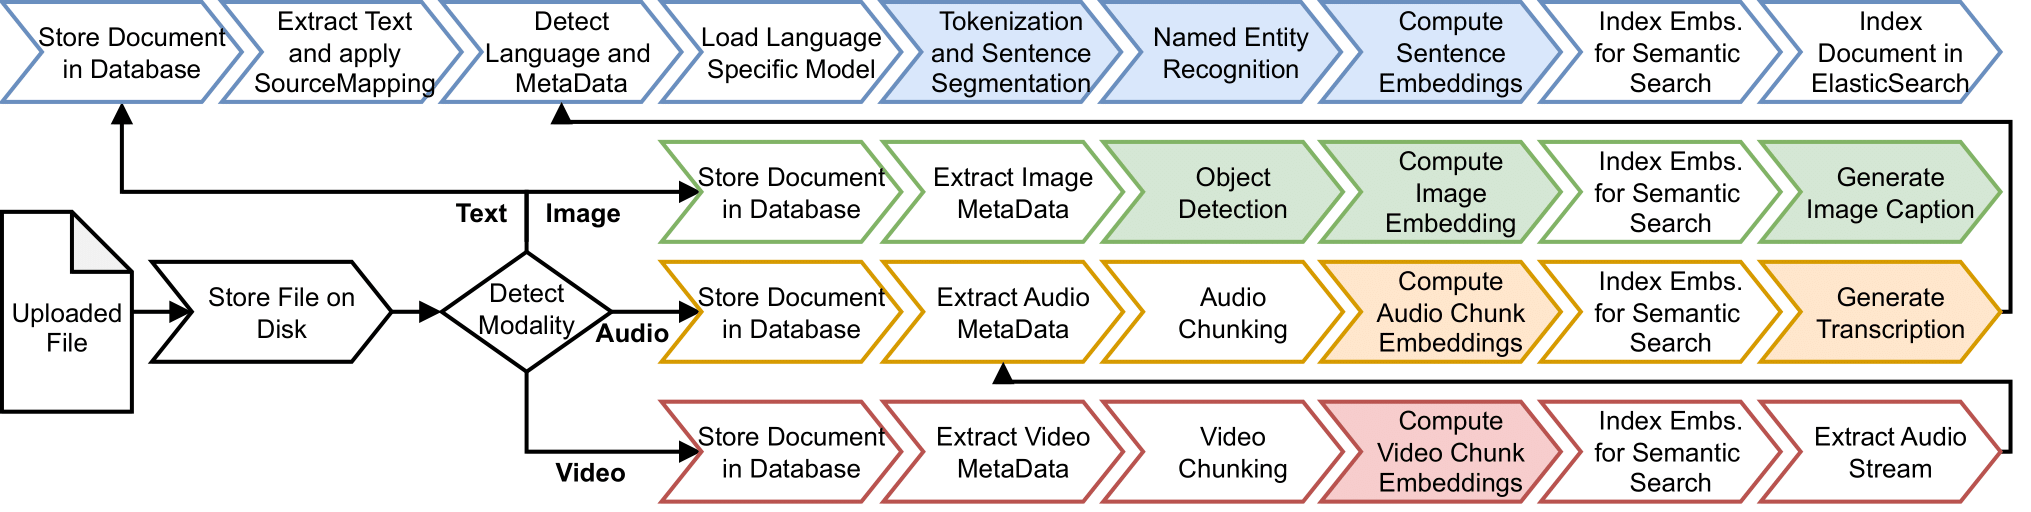 Store Document
in Database
Extract Text
and apply
SourceMapping
Detect
Language and
MetaData
Load Language
Specific Model
Tokenization
and Sentence
Segmentation
Named Entity
Recognition
Compute
Sentence
Embeddings
Index Embs.
for Semantic
Search
Index
Document in
ElasticSearch
Text
Image
Store Document
in Database
Extract Image
MetaData
Object
Detection
Compute
Image
Embedding
Index Embs.
for Semantic
Search
Generate
Image Caption
Uploaded
File
Store File on
Disk
Detect
Modality
Audio
Store Document
in Database
Extract Audio
MetaData
Audio
Chunking
Compute
Audio Chunk
Embeddings
Index Embs.
for Semantic
Search
Generate
Transcription
Video
Store Document
in Database
Extract Video
MetaData
Video
Chunking
Compute
Video Chunk
Embeddings
Index Embs.
for Semantic
Search
Extract Audio
Stream